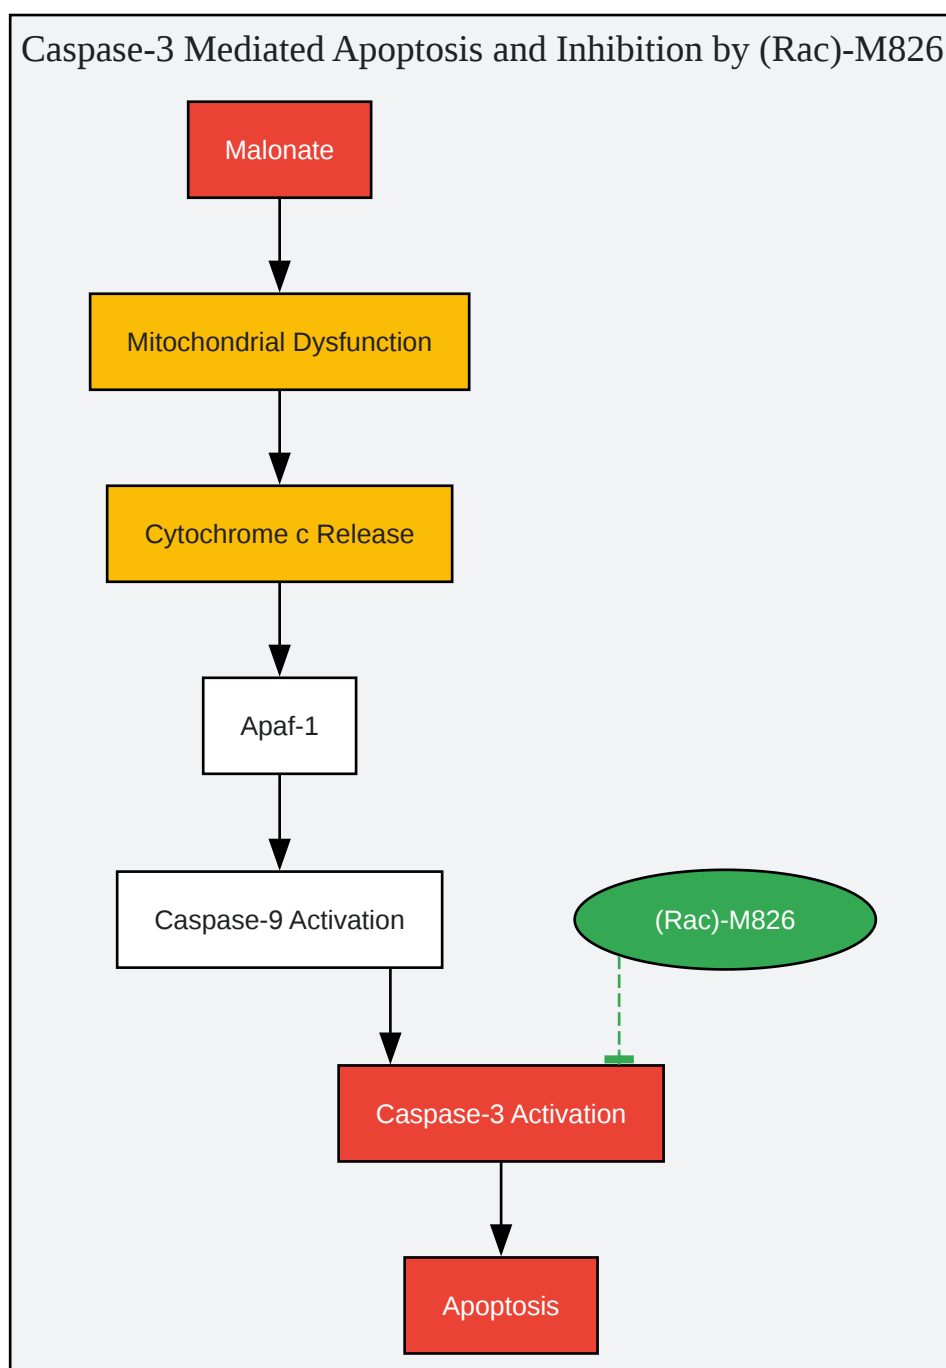 Caspase-3 Mediated Apoptosis and Inhibition by (Rac)-M826
Malonate
Mitochondrial Dysfunction
Cytochrome c Release
Apaf-1
Caspase-9 Activation
(Rac)-M826
Caspase-3 Activation
Apoptosis